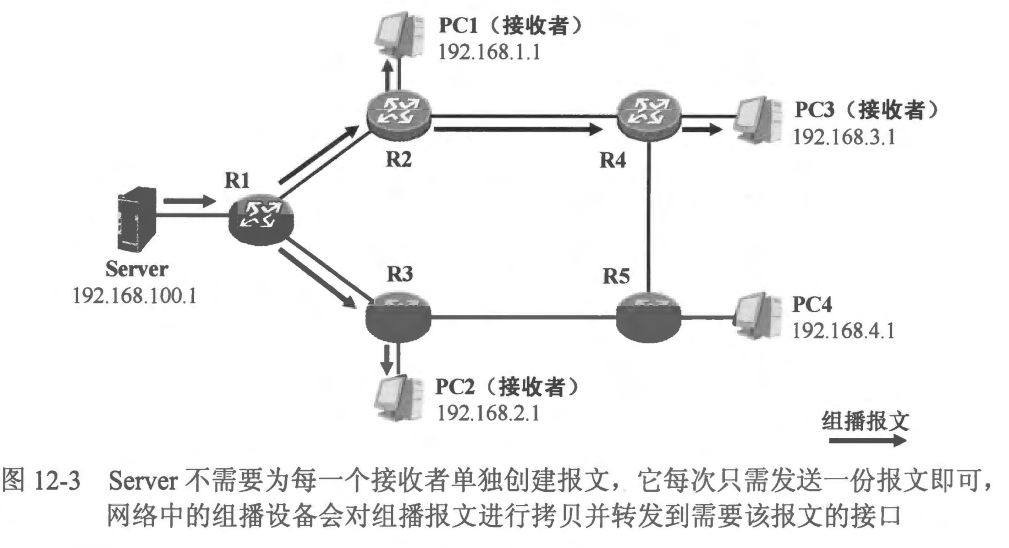 PC1（接收者）
192.168.1.1
PC3（接收者）
192.168.3.1
R2
R4
R1
Server
192.168.100.1
R3
R5
PC4
192.168.4.1
PC2（接收者）
192.168.2.1
组播报文
图 12-3 Server 不需要为每一个接收者单独创建报文，它每次只需发送一份报文即可，
网络中的组播设备会对组播报文进行拷贝并转发到需要该报文的接口